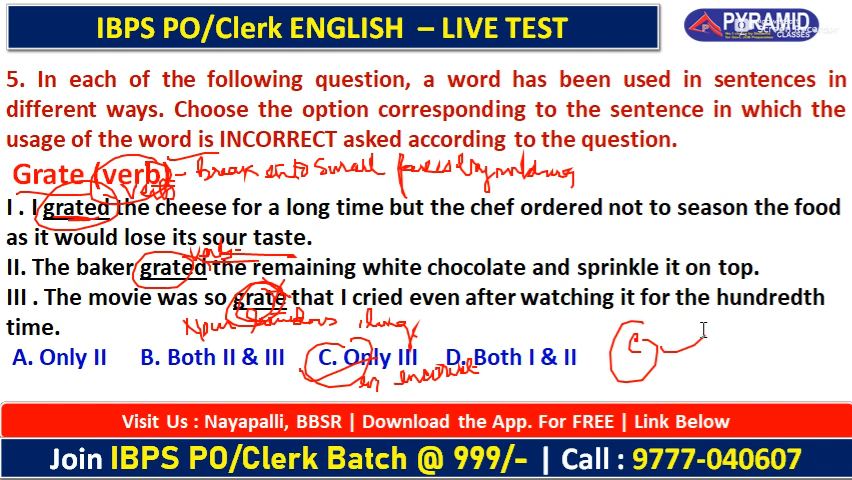 IBPS PO/Clerk ENGLISH – LIVE TEST
PYRAMID
CLASSES
5. In each of the following question, a word has been used in sentences in
different ways. Choose the option corresponding to the sentence in which the
usage of the word is INCORRECT asked according to the question.
Grate (verb) - break into small
verb
I . I grated the cheese for a long time but the chef ordered not to season the food
as it would lose its sour taste.
verb
II. The baker grated the remaining white chocolate and sprinkle it on top.
III . The movie was so grate that I cried even after watching it for the hundredth
time.
A. Only II B. Both II & III C. Only III D. Both I & II
C
Visit Us : Nayapalli, BBSR | Download the App. For FREE | Link Below
Join IBPS PO/Clerk Batch @ 999/- | Call : 9777-040607